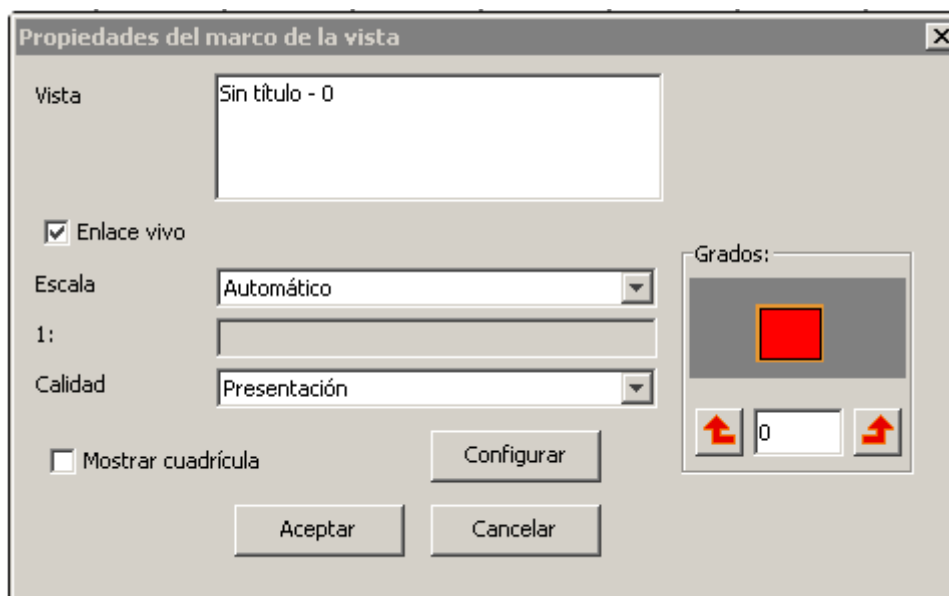 Propiedades del marco de la vista
Vista
Sin título - 0
Enlace vivo
Escala
Automático
1:
Calidad
Presentación
Grados:
0
Mostrar cuadrícula
Configurar
Aceptar
Cancelar